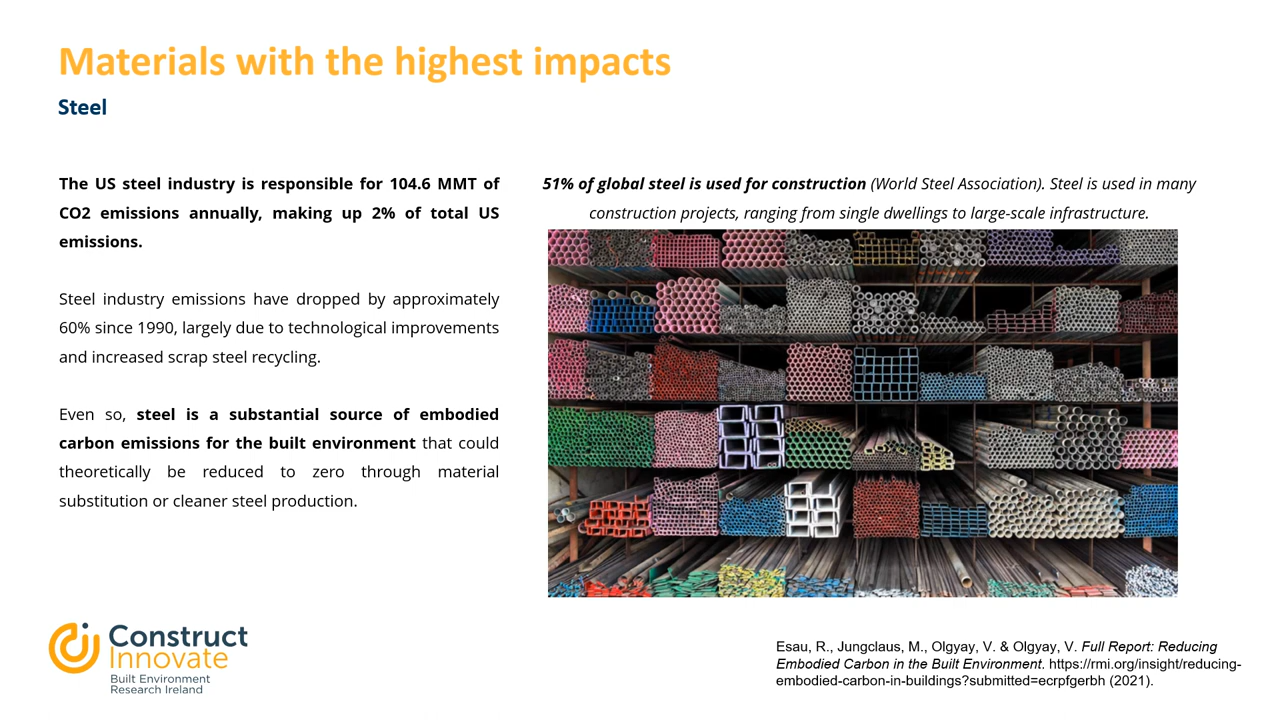 Materials with the highest impacts
Steel
The US steel industry is responsible for 104.6 MMT of
CO2 emissions annually, making up 2% of total US
emissions.
Steel industry emissions have dropped by approximately
60% since 1990, largely due to technological improvements
and increased scrap steel recycling.
Even so, steel is a substantial source of embodied
carbon emissions for the built environment that could
theoretically be reduced to zero through material
substitution or cleaner steel production.
51% of global steel is used for construction (World Steel Association). Steel is used in many
construction projects, ranging from single dwellings to large-scale infrastructure.
Construct
Innovate
Built Environment
Research Ireland
Esau, R., Jungclaus, M., Olgyay, V. & Olgyay, V. Full Report: Reducing
Embodied Carbon in the Built Environment. https://rmi.org/insight/reducing-
embodied-carbon-in-buildings?submitted=ecrpfgerbh (2021).